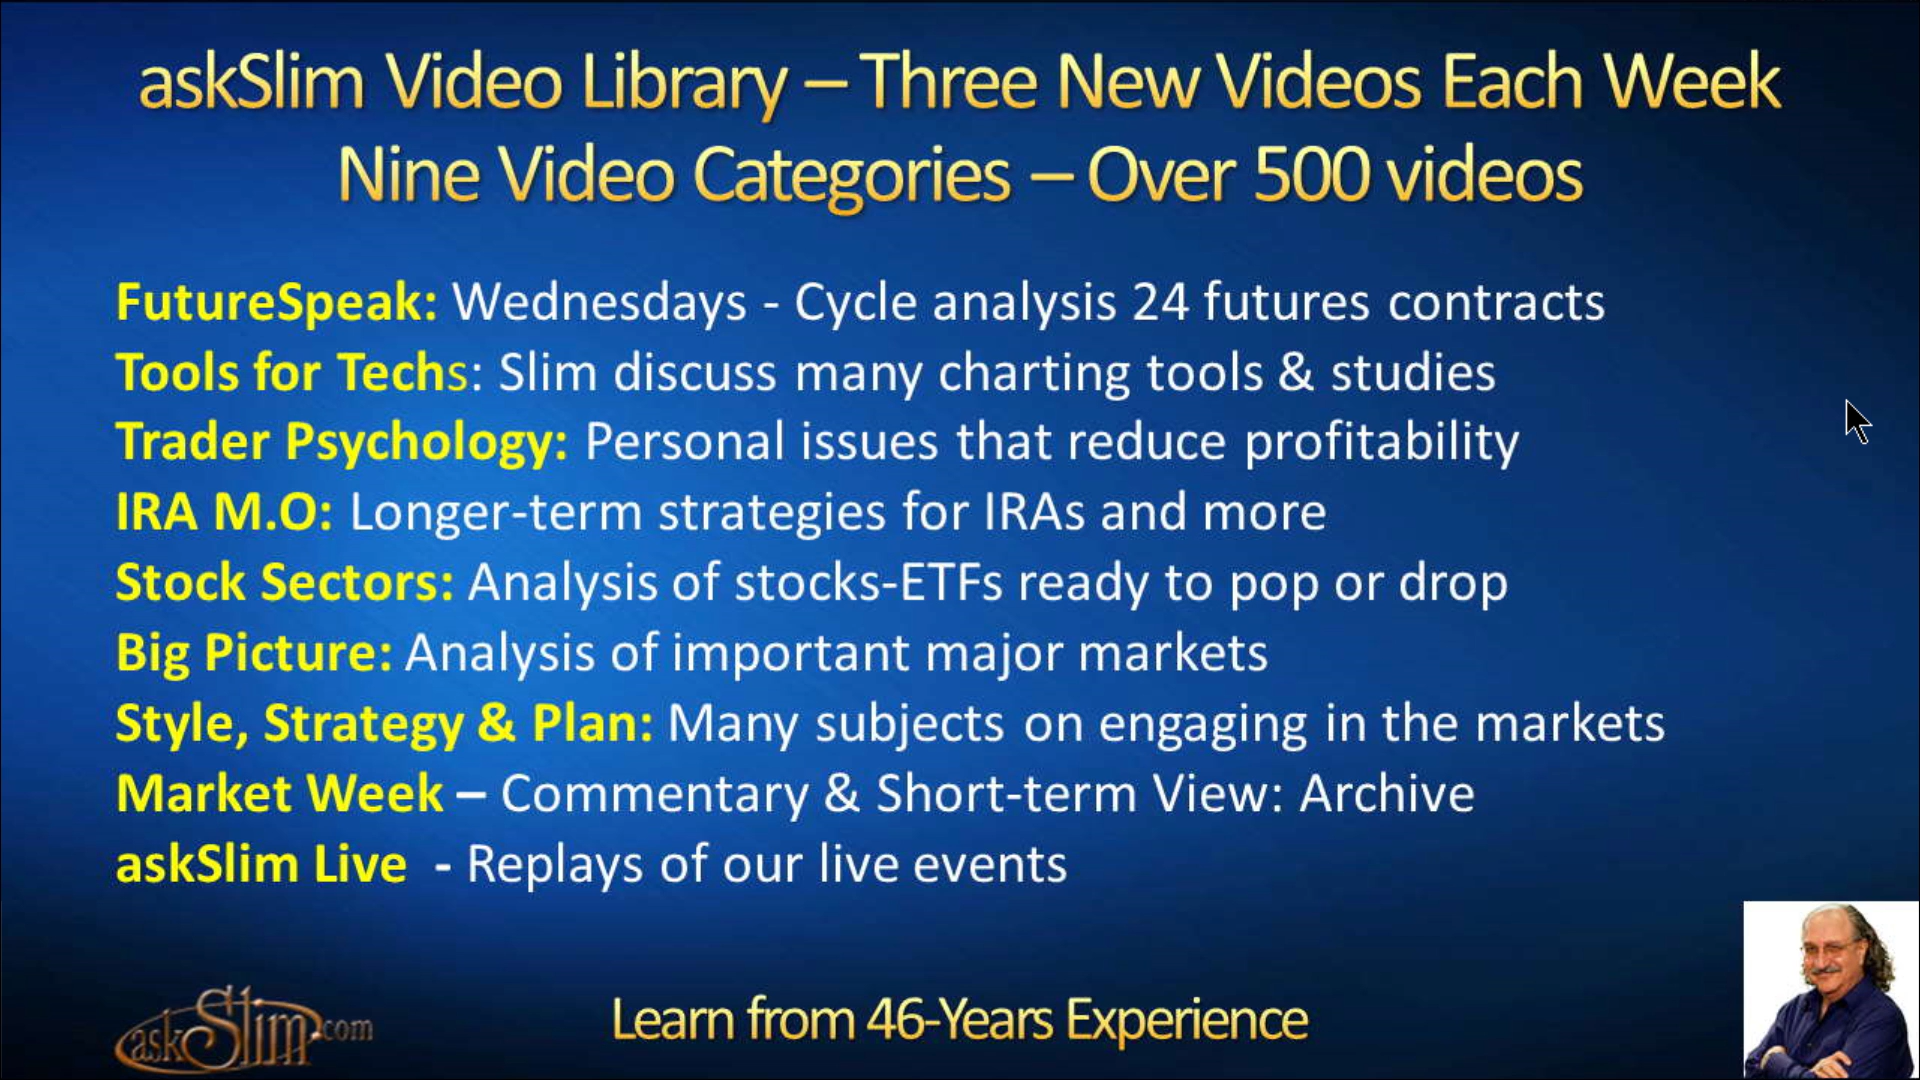 askSlim Video Library – Three New Videos Each Week
Nine Video Categories – Over 500 videos
FutureSpeak: Wednesdays - Cycle analysis 24 futures contracts
Tools for Techs: Slim discuss many charting tools & studies
Trader Psychology: Personal issues that reduce profitability
IRA M.O: Longer-term strategies for IRAs and more
Stock Sectors: Analysis of stocks-ETFs ready to pop or drop
Big Picture: Analysis of important major markets
Style, Strategy & Plan: Many subjects on engaging in the markets
Market Week – Commentary & Short-term View: Archive
askSlim Live - Replays of our live events
askSlim.com
Learn from 46-Years Experience